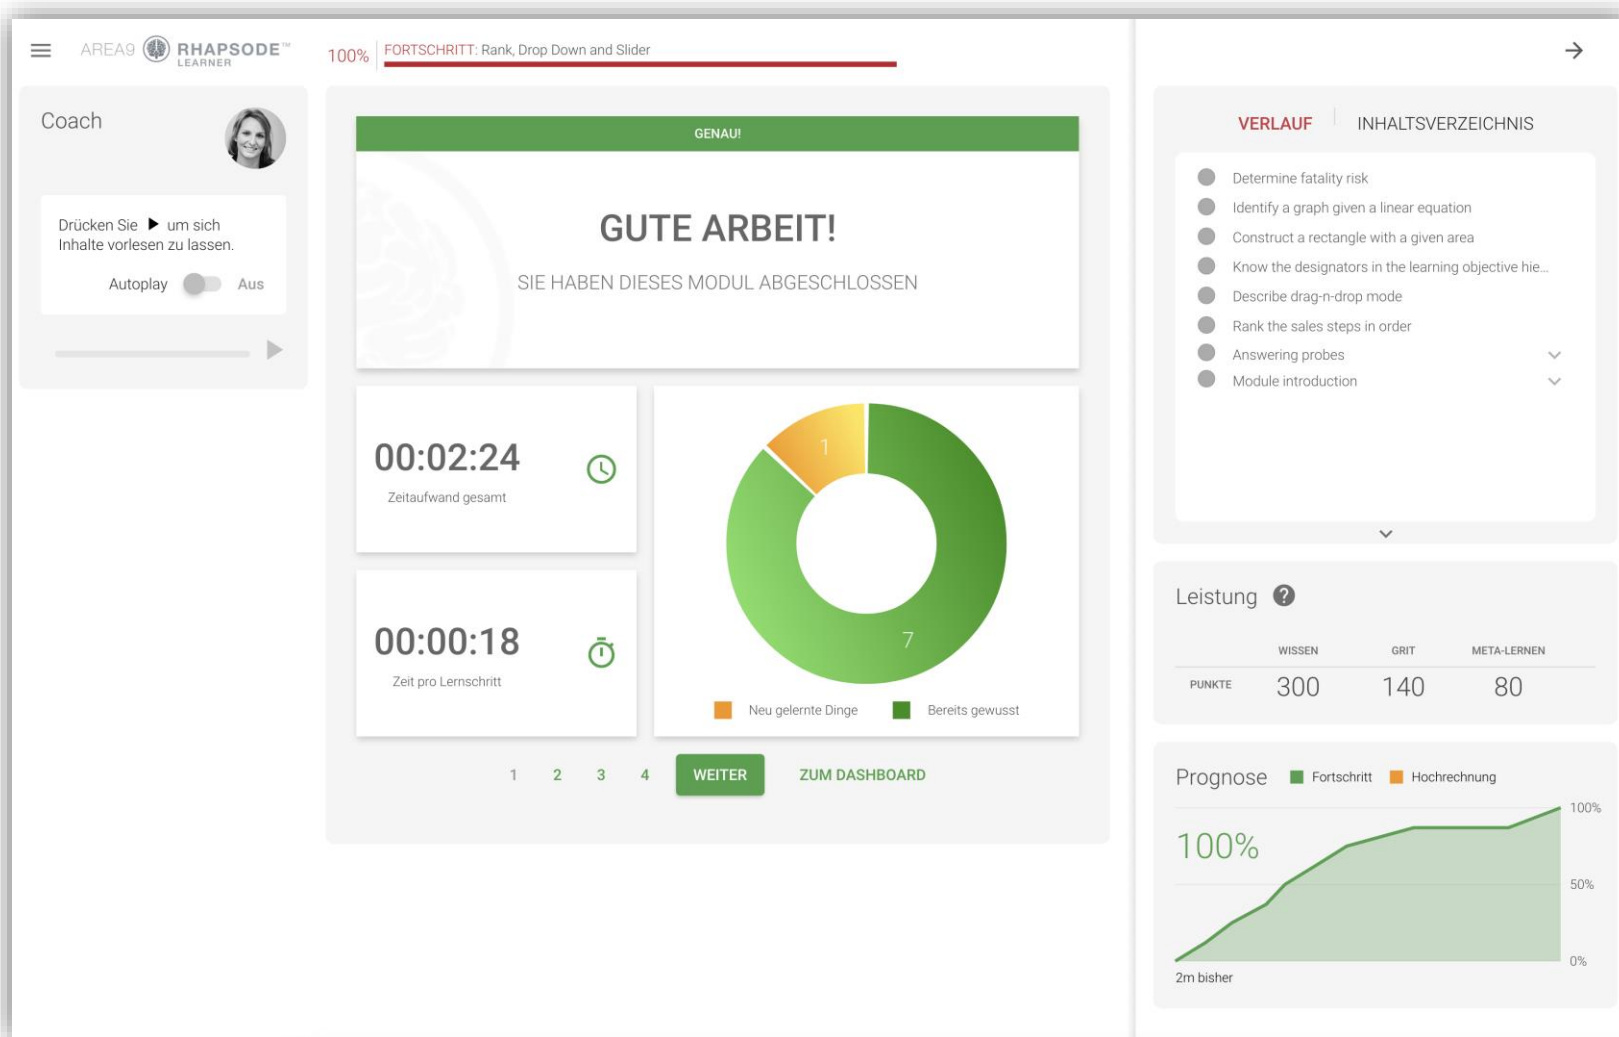 AREA9 RHAPSODE™
LEARNER
100% FORTSCHRITT: Rank, Drop Down and Slider
Coach
Drücken Sie ▶ um sich
Inhalte vorlesen zu lassen.
Autoplay Aus
GENAU!
GUTE ARBEIT!
SIE HABEN DIESES MODUL ABGESCHLOSSEN
00:02:24
Zeitaufwand gesamt
00:00:18
Zeit pro Lernschritt
1
7
Neu gelernte Dinge Bereits gewusst
1 2 3 4 WEITER ZUM DASHBOARD
VERLAUF INHALTSVERZEICHNIS
Determine fatality risk
Identify a graph given a linear equation
Construct a rectangle with a given area
Know the designators in the learning objective hie...
Describe drag-n-drop mode
Rank the sales steps in order
Answering probes
Module introduction
Leistung ?
WISSEN GRIT META-LERNEN
PUNKTE 300 140 80
Prognose Fortschritt Hochrechnung
100%
100%
50%
0%
2m bisher